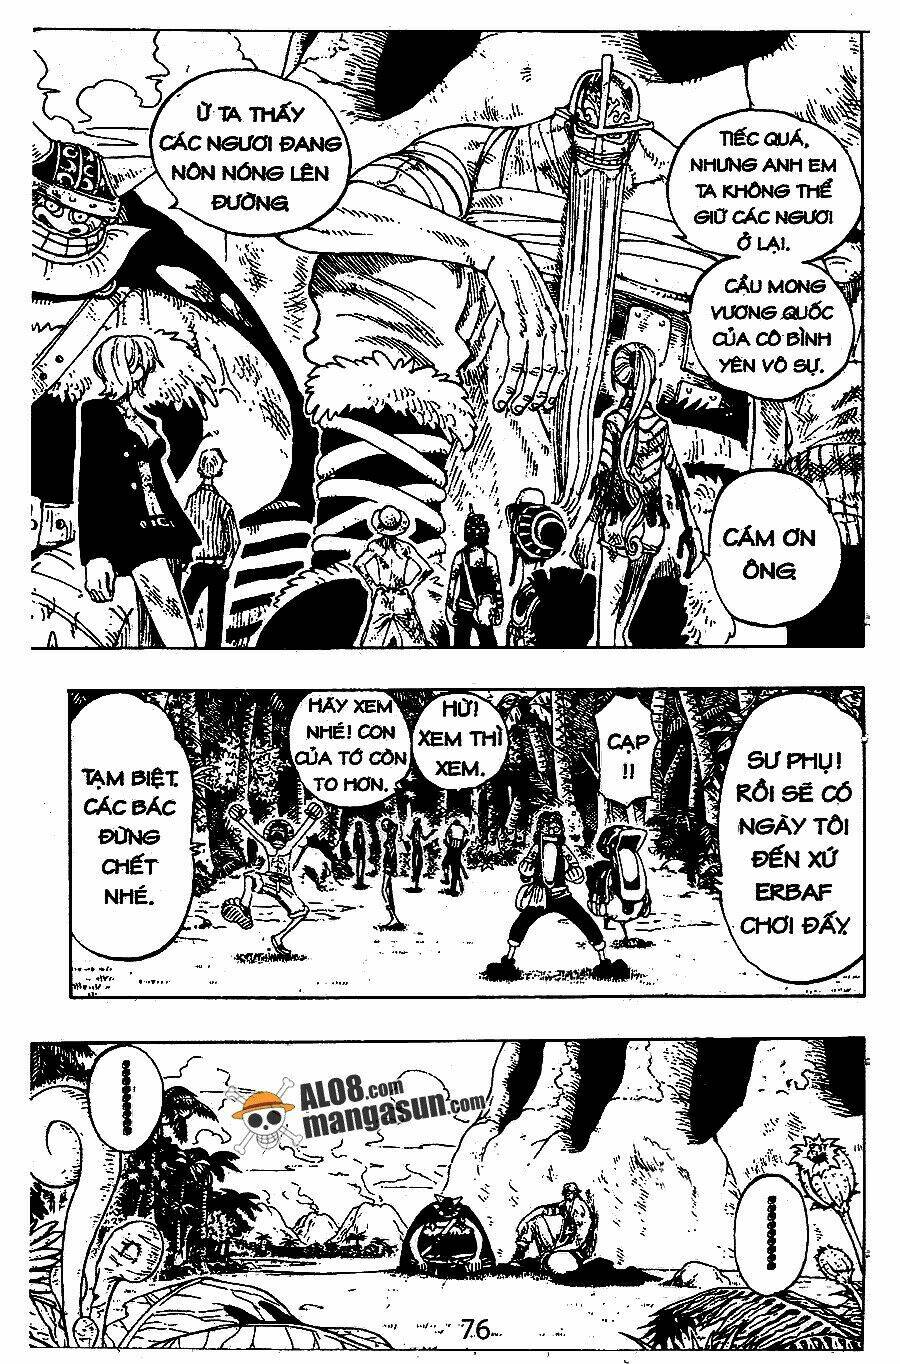 Ừ TA THẤY
CÁC NGƯƠI ĐANG
NÔN NÓNG LÊN
ĐƯỜNG.
TIẾC QUÁ,
NHƯNG ANH EM
TA KHÔNG THỂ
GIỮ CÁC NGƯƠI
Ở LẠI.
CẦU MONG
VƯƠNG QUỐC
CỦA CÔ BÌNH
YÊN VÔ SỰ.
CÁM ƠN
ÔNG.
TẠM BIỆT.
CÁC BÁC
ĐỪNG
CHẾT
NHÉ.
HÃY XEM
NHÉ! CON
CỦA TỚ CÒN
TO HƠN.
HỪ!
XEM THÌ
XEM.
CẠP
!!
SƯ PHỤ!
RỒI SẼ CÓ
NGÀY TÔI
ĐẾN XỨ
ERBAF
CHƠI ĐẤY.
ALO8.com
mangasun.com
76